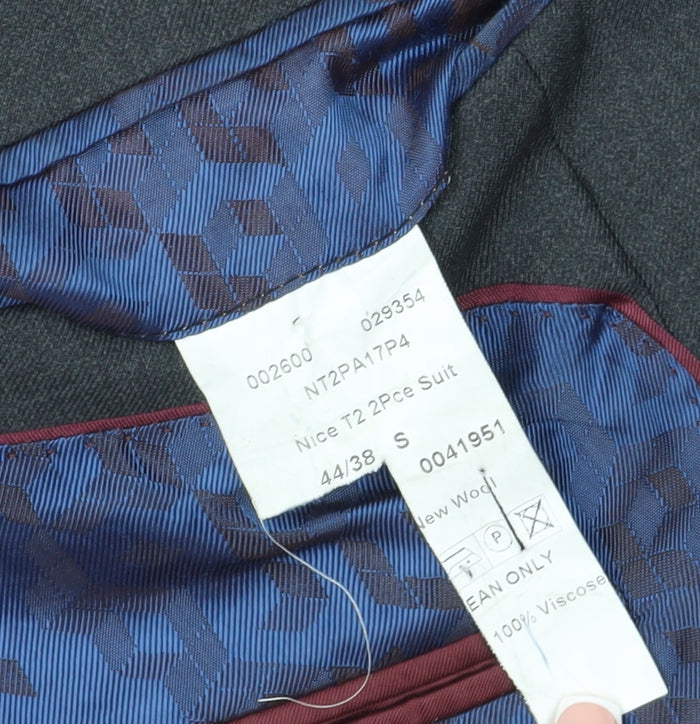 002600 029354
NT2PA17P4
Nice T2 2Pce Suit
44/38 S 0041951
New Wool
P
EAN ONLY
100% Viscose